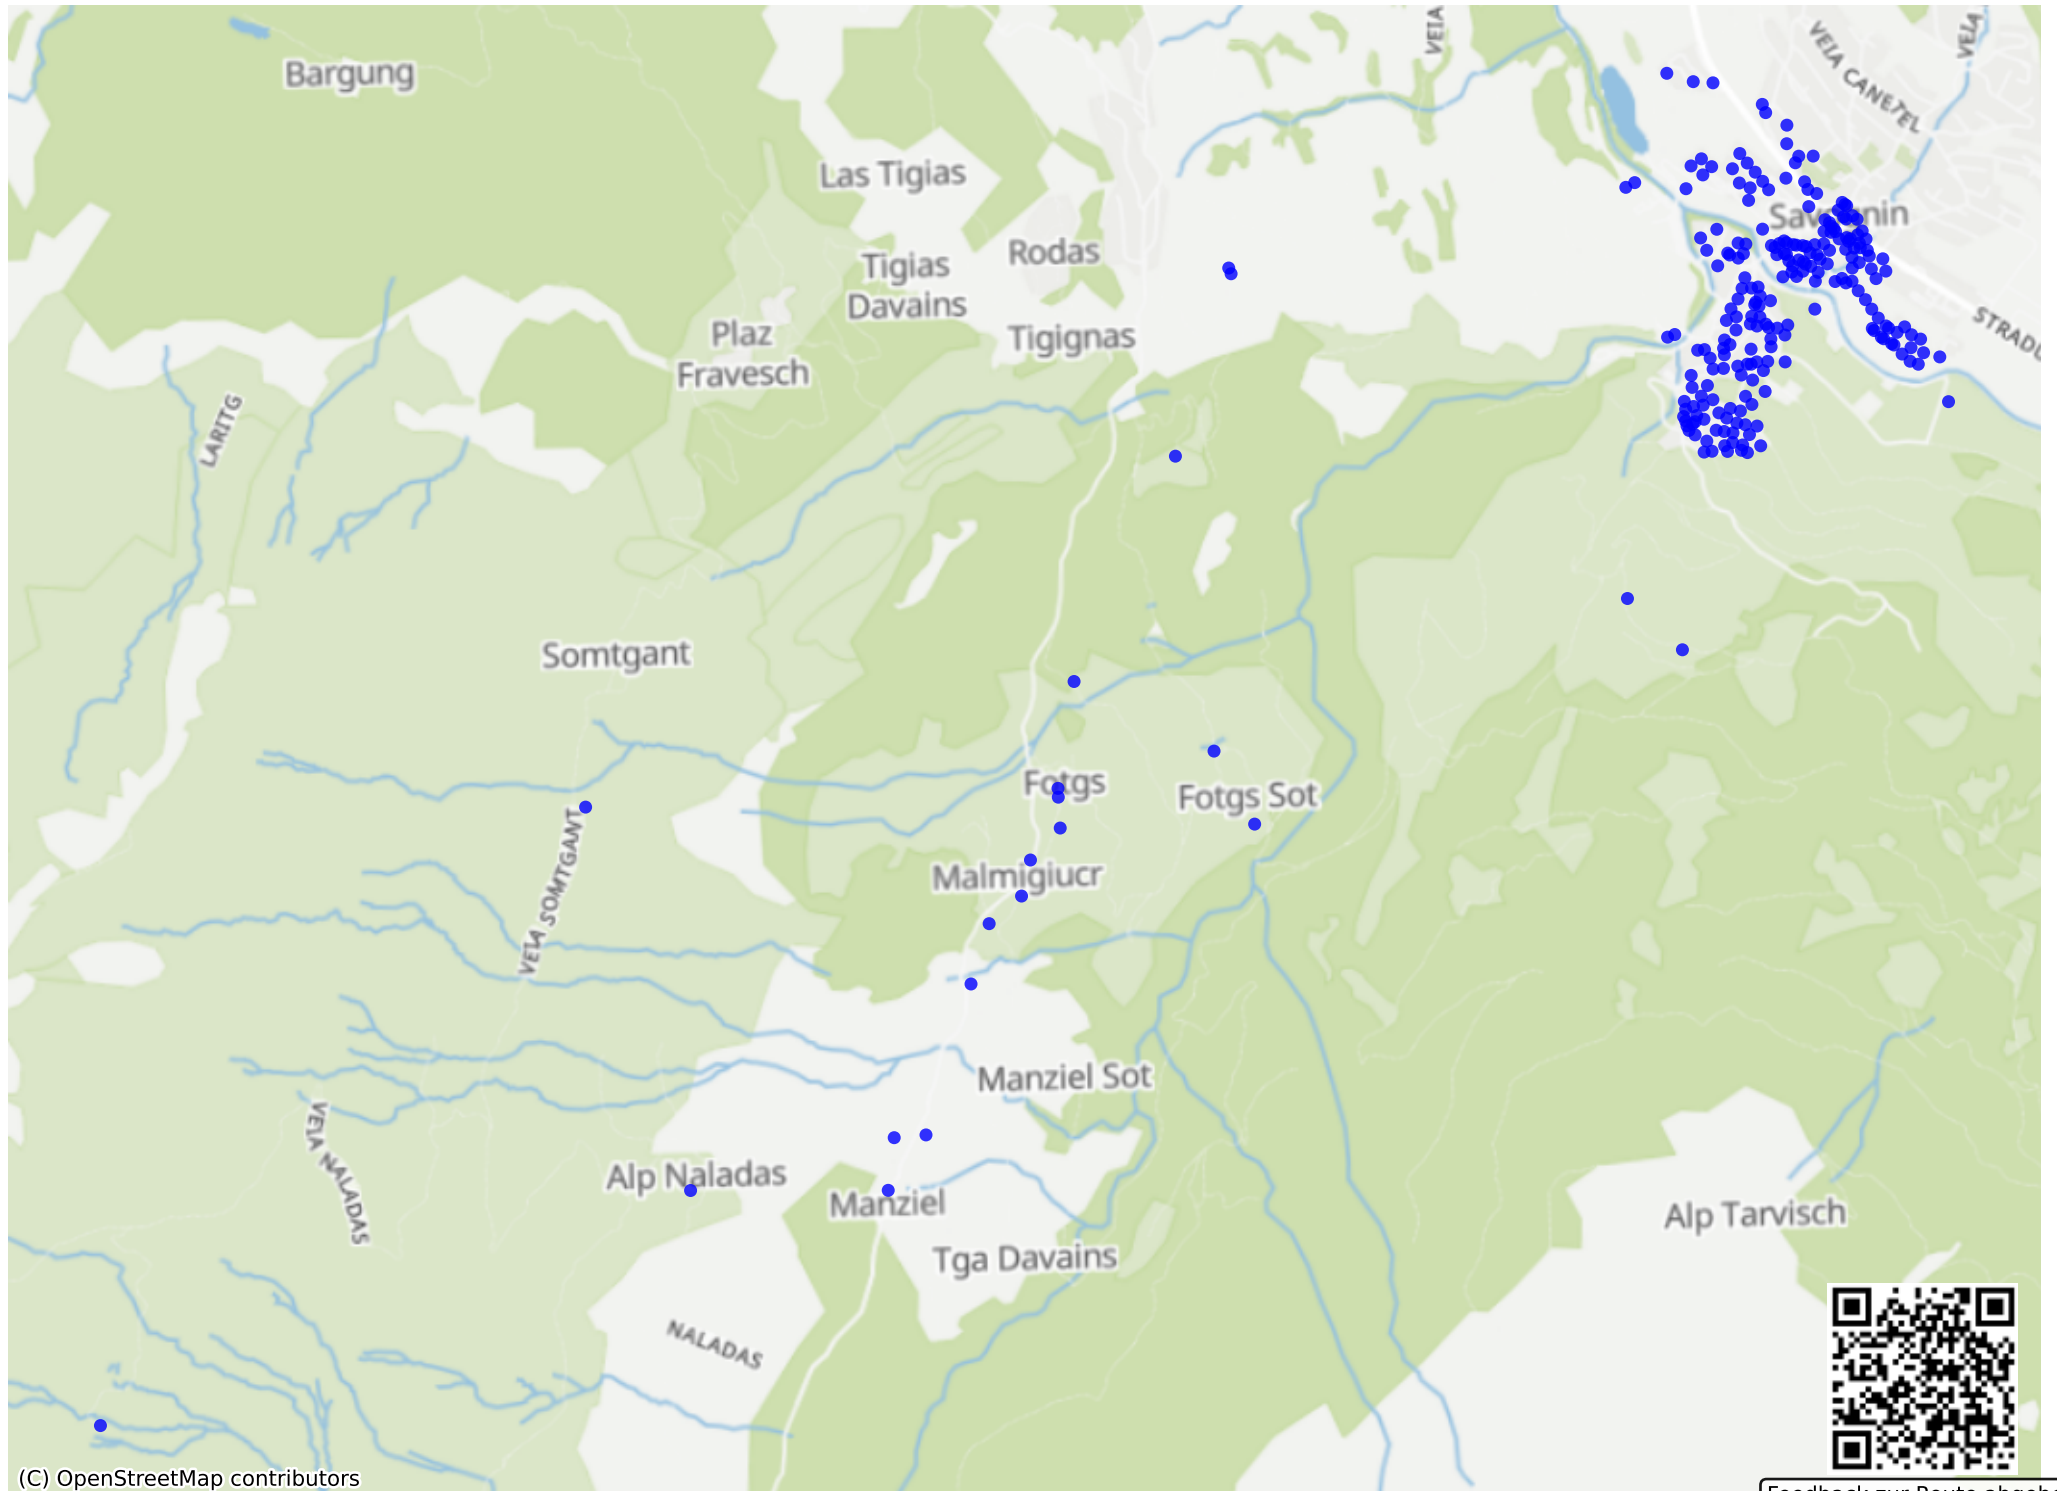 VEIA
VEIA
VEIA CANETEL
Bargung
Las Tigias
Rodas
Tigias
Davains
Tigignas
Plaz
Fravesch
LARITG
Somtgant
Fotgs
Fotgs Sot
VEIA SOMTGANT
Malmigiucr
Manziel Sot
VEIA NALADAS
Alp Naladas
Manziel
Tga Davains
Alp Tarvisch
NALADAS
(C) OpenStreetMap contributors